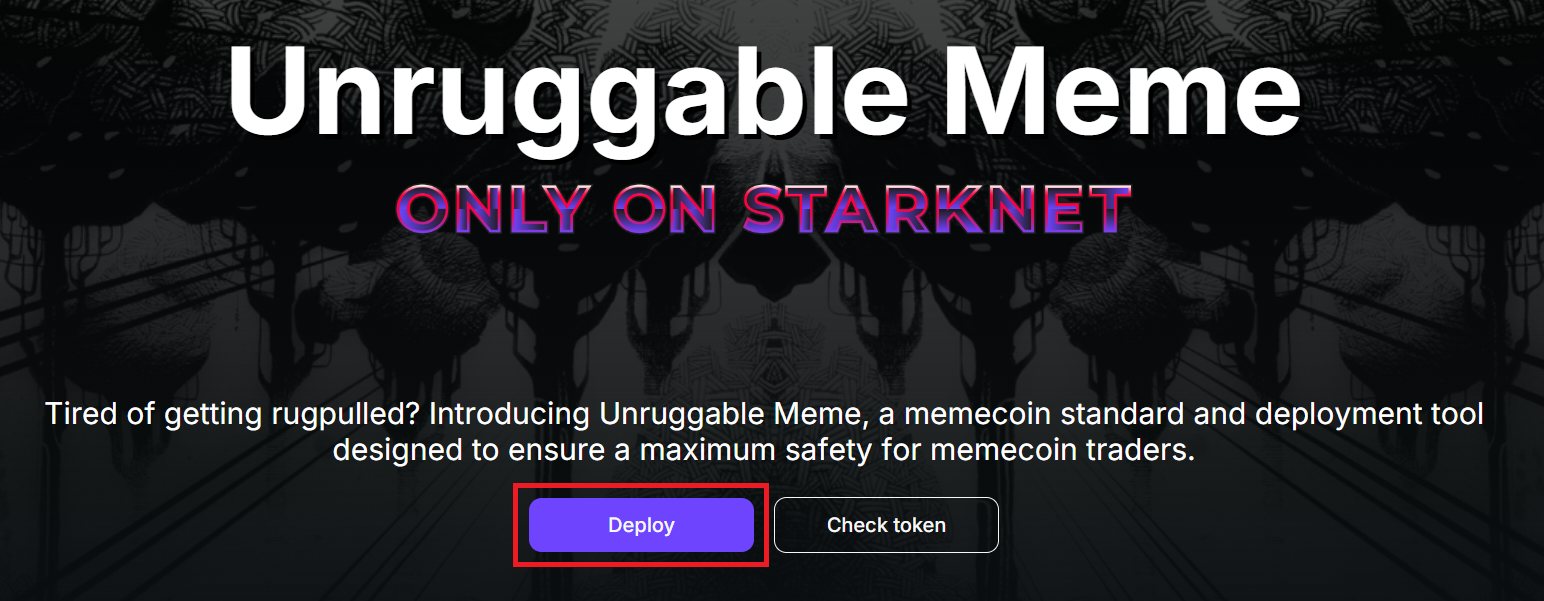 Unruggable Meme
ONLY ON STARKNET
Tired of getting rugpulled? Introducing Unruggable Meme, a memecoin standard and deployment tool
designed to ensure a maximum safety for memecoin traders.
Deploy
Check token